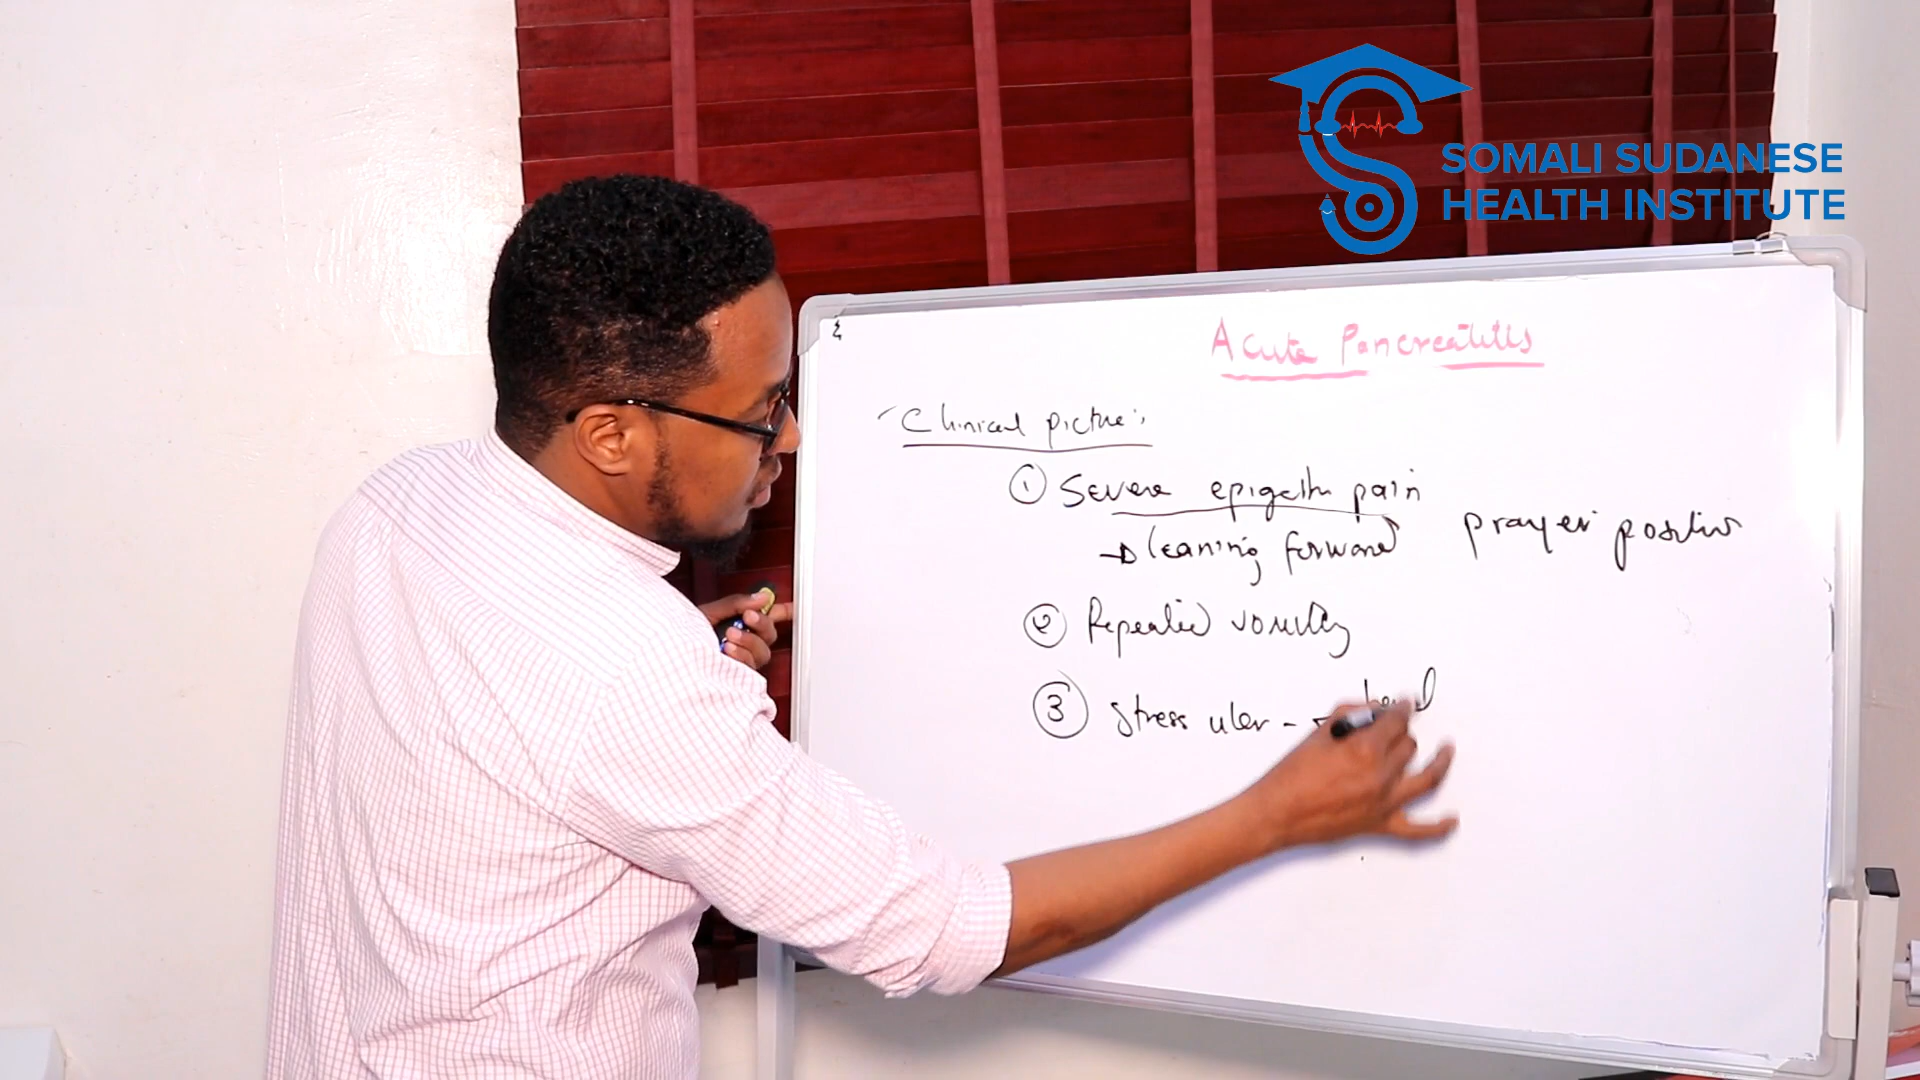 SOMALI SUDANESE
HEALTH INSTITUTE
Acute Pancreatitis
Clinical picture:
① Severe epigastric pain
leaning forward prayer position
② Repeated vomiting
③ stress ulcer -